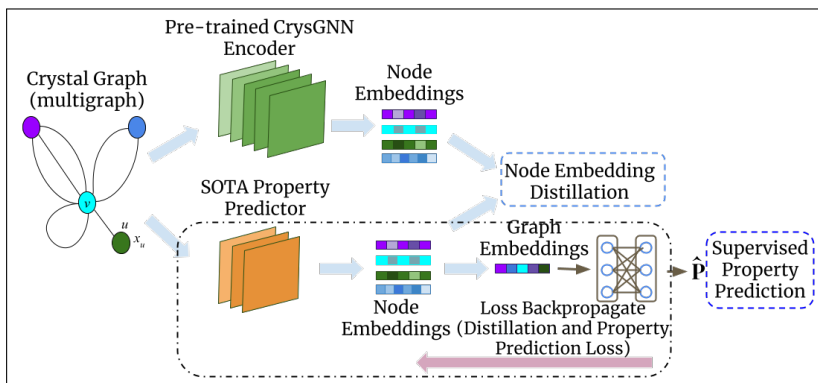 Pre-trained CrysGNN
Encoder
Crystal Graph
(multigraph)
Node
Embeddings
v
u
x_u
SOTA Property
Predictor
Node Embedding
Distillation
Graph
Embeddings
Node
Embeddings
P̂
Supervised
Property
Prediction
Loss Backpropagate
(Distillation and Property
Prediction Loss)